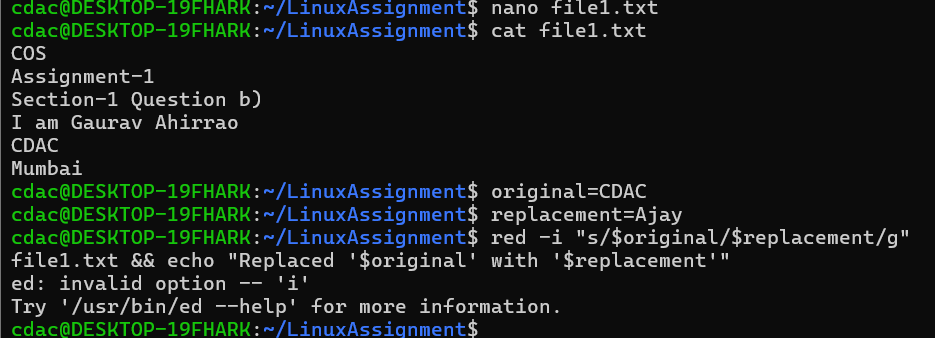 cdac@DESKTOP-19FHARK:~/LinuxAssignment$ nano file1.txt
cdac@DESKTOP-19FHARK:~/LinuxAssignment$ cat file1.txt
COS
Assignment-1
Section-1 Question b)
I am Gaurav Ahirrao
CDAC
Mumbai
cdac@DESKTOP-19FHARK:~/LinuxAssignment$ original=CDAC
cdac@DESKTOP-19FHARK:~/LinuxAssignment$ replacement=Ajay
cdac@DESKTOP-19FHARK:~/LinuxAssignment$ red -i "s/$original/$replacement/g"
file1.txt && echo "Replaced '$original' with '$replacement'"
ed: invalid option -- 'i'
Try '/usr/bin/ed --help' for more information.
cdac@DESKTOP-19FHARK:~/LinuxAssignment$